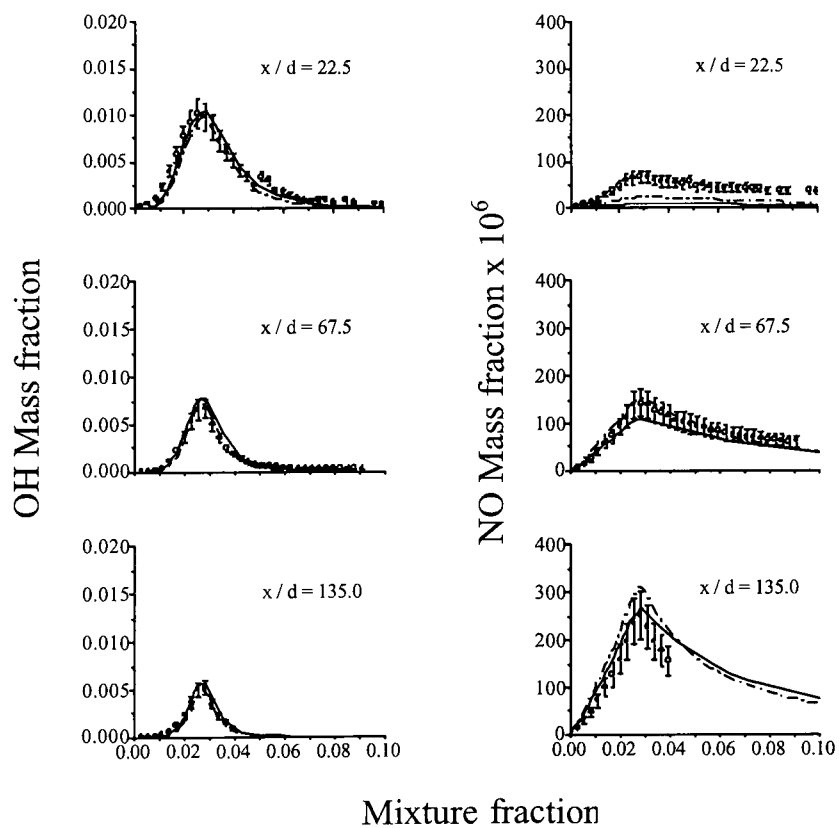 OH Mass fraction
0.020
0.015
0.010
0.005
0.000
x / d = 22.5
0.020
0.015
0.010
0.005
0.000
x / d = 67.5
0.020
0.015
0.010
0.005
0.000
x / d = 135.0
0.00 0.02 0.04 0.06 0.08 0.10
NO Mass fraction x 10⁶
400
300
200
100
0
x / d = 22.5
400
300
200
100
0
x / d = 67.5
400
300
200
100
0
x / d = 135.0
0.00 0.02 0.04 0.06 0.08 0.10
Mixture fraction